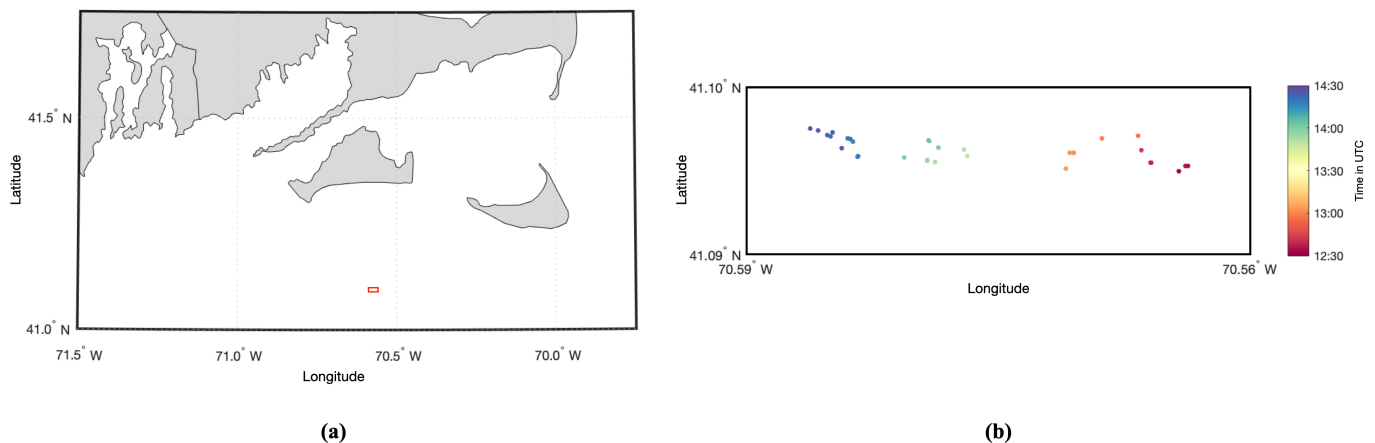 41.5° N
41.0° N
71.5° W
71.0° W
70.5° W
70.0° W
Latitude
Longitude
(a)
41.10° N
41.09° N
70.59° W
70.56° W
Latitude
Longitude
14:30
14:00
13:30
13:00
12:30
Time in UTC
(b)